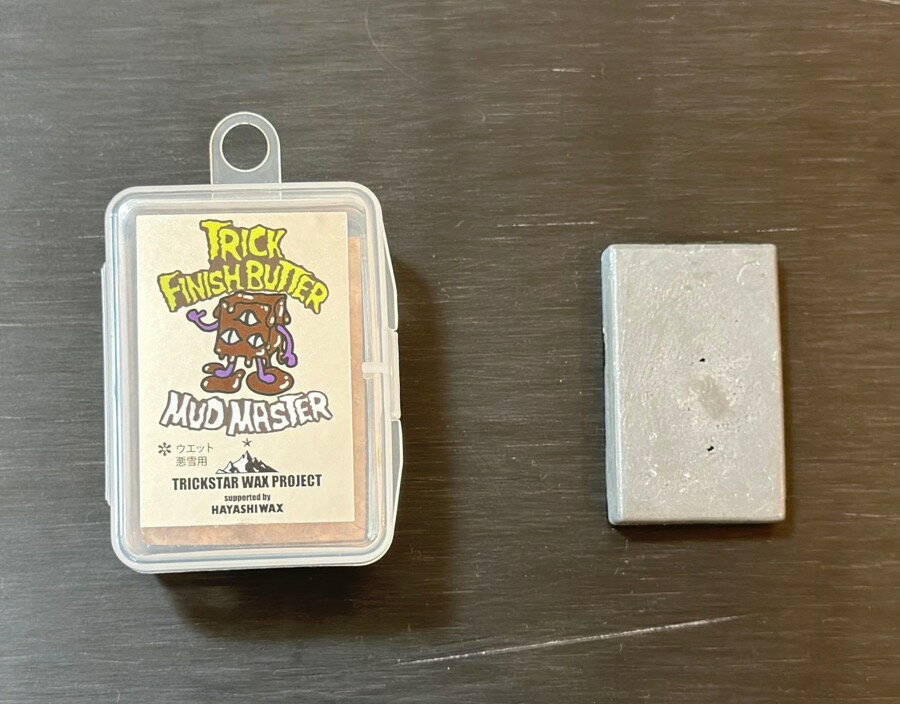 TRICK
FINISH BUTTER
MUD MASTER
✼ ウエット
悪雪用
TRICKSTAR WAX PROJECT
supported by
HAYASHI WAX